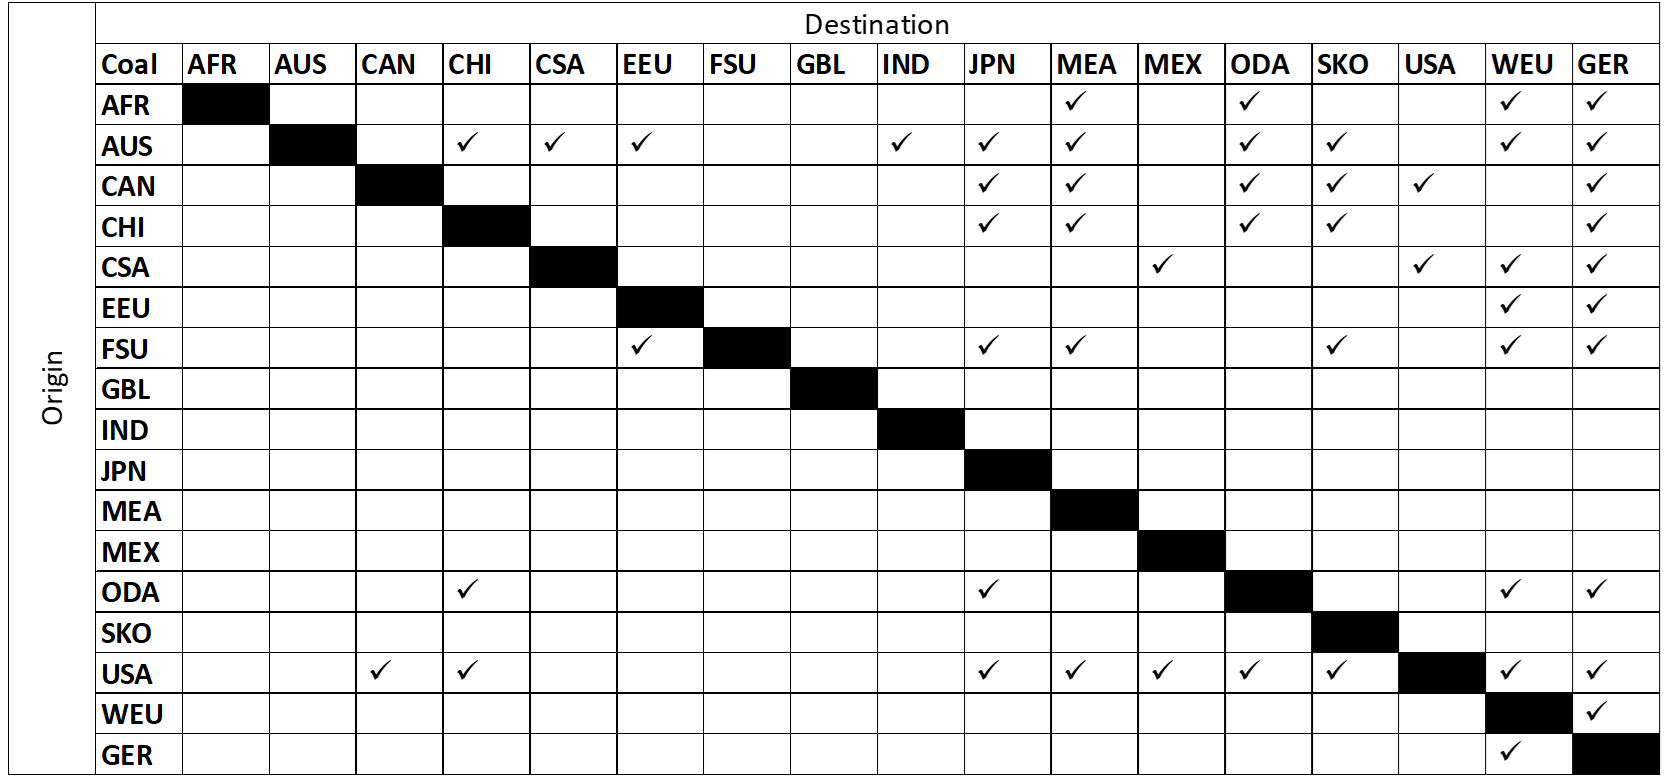 Destination
Coal AFR AUS CAN CHI CSA EEU FSU GBL IND JPN MEA MEX ODA SKO USA WEU GER
Origin
AFR ✓ ✓ ✓ ✓
AUS ✓ ✓ ✓ ✓ ✓ ✓ ✓ ✓ ✓ ✓
CAN ✓ ✓ ✓ ✓ ✓ ✓
CHI ✓ ✓ ✓ ✓ ✓
CSA ✓ ✓ ✓ ✓
EEU ✓ ✓
FSU ✓ ✓ ✓ ✓ ✓ ✓
GBL
IND
JPN
MEA
MEX
ODA ✓ ✓ ✓ ✓
SKO
USA ✓ ✓ ✓ ✓ ✓ ✓ ✓ ✓ ✓
WEU ✓
GER ✓